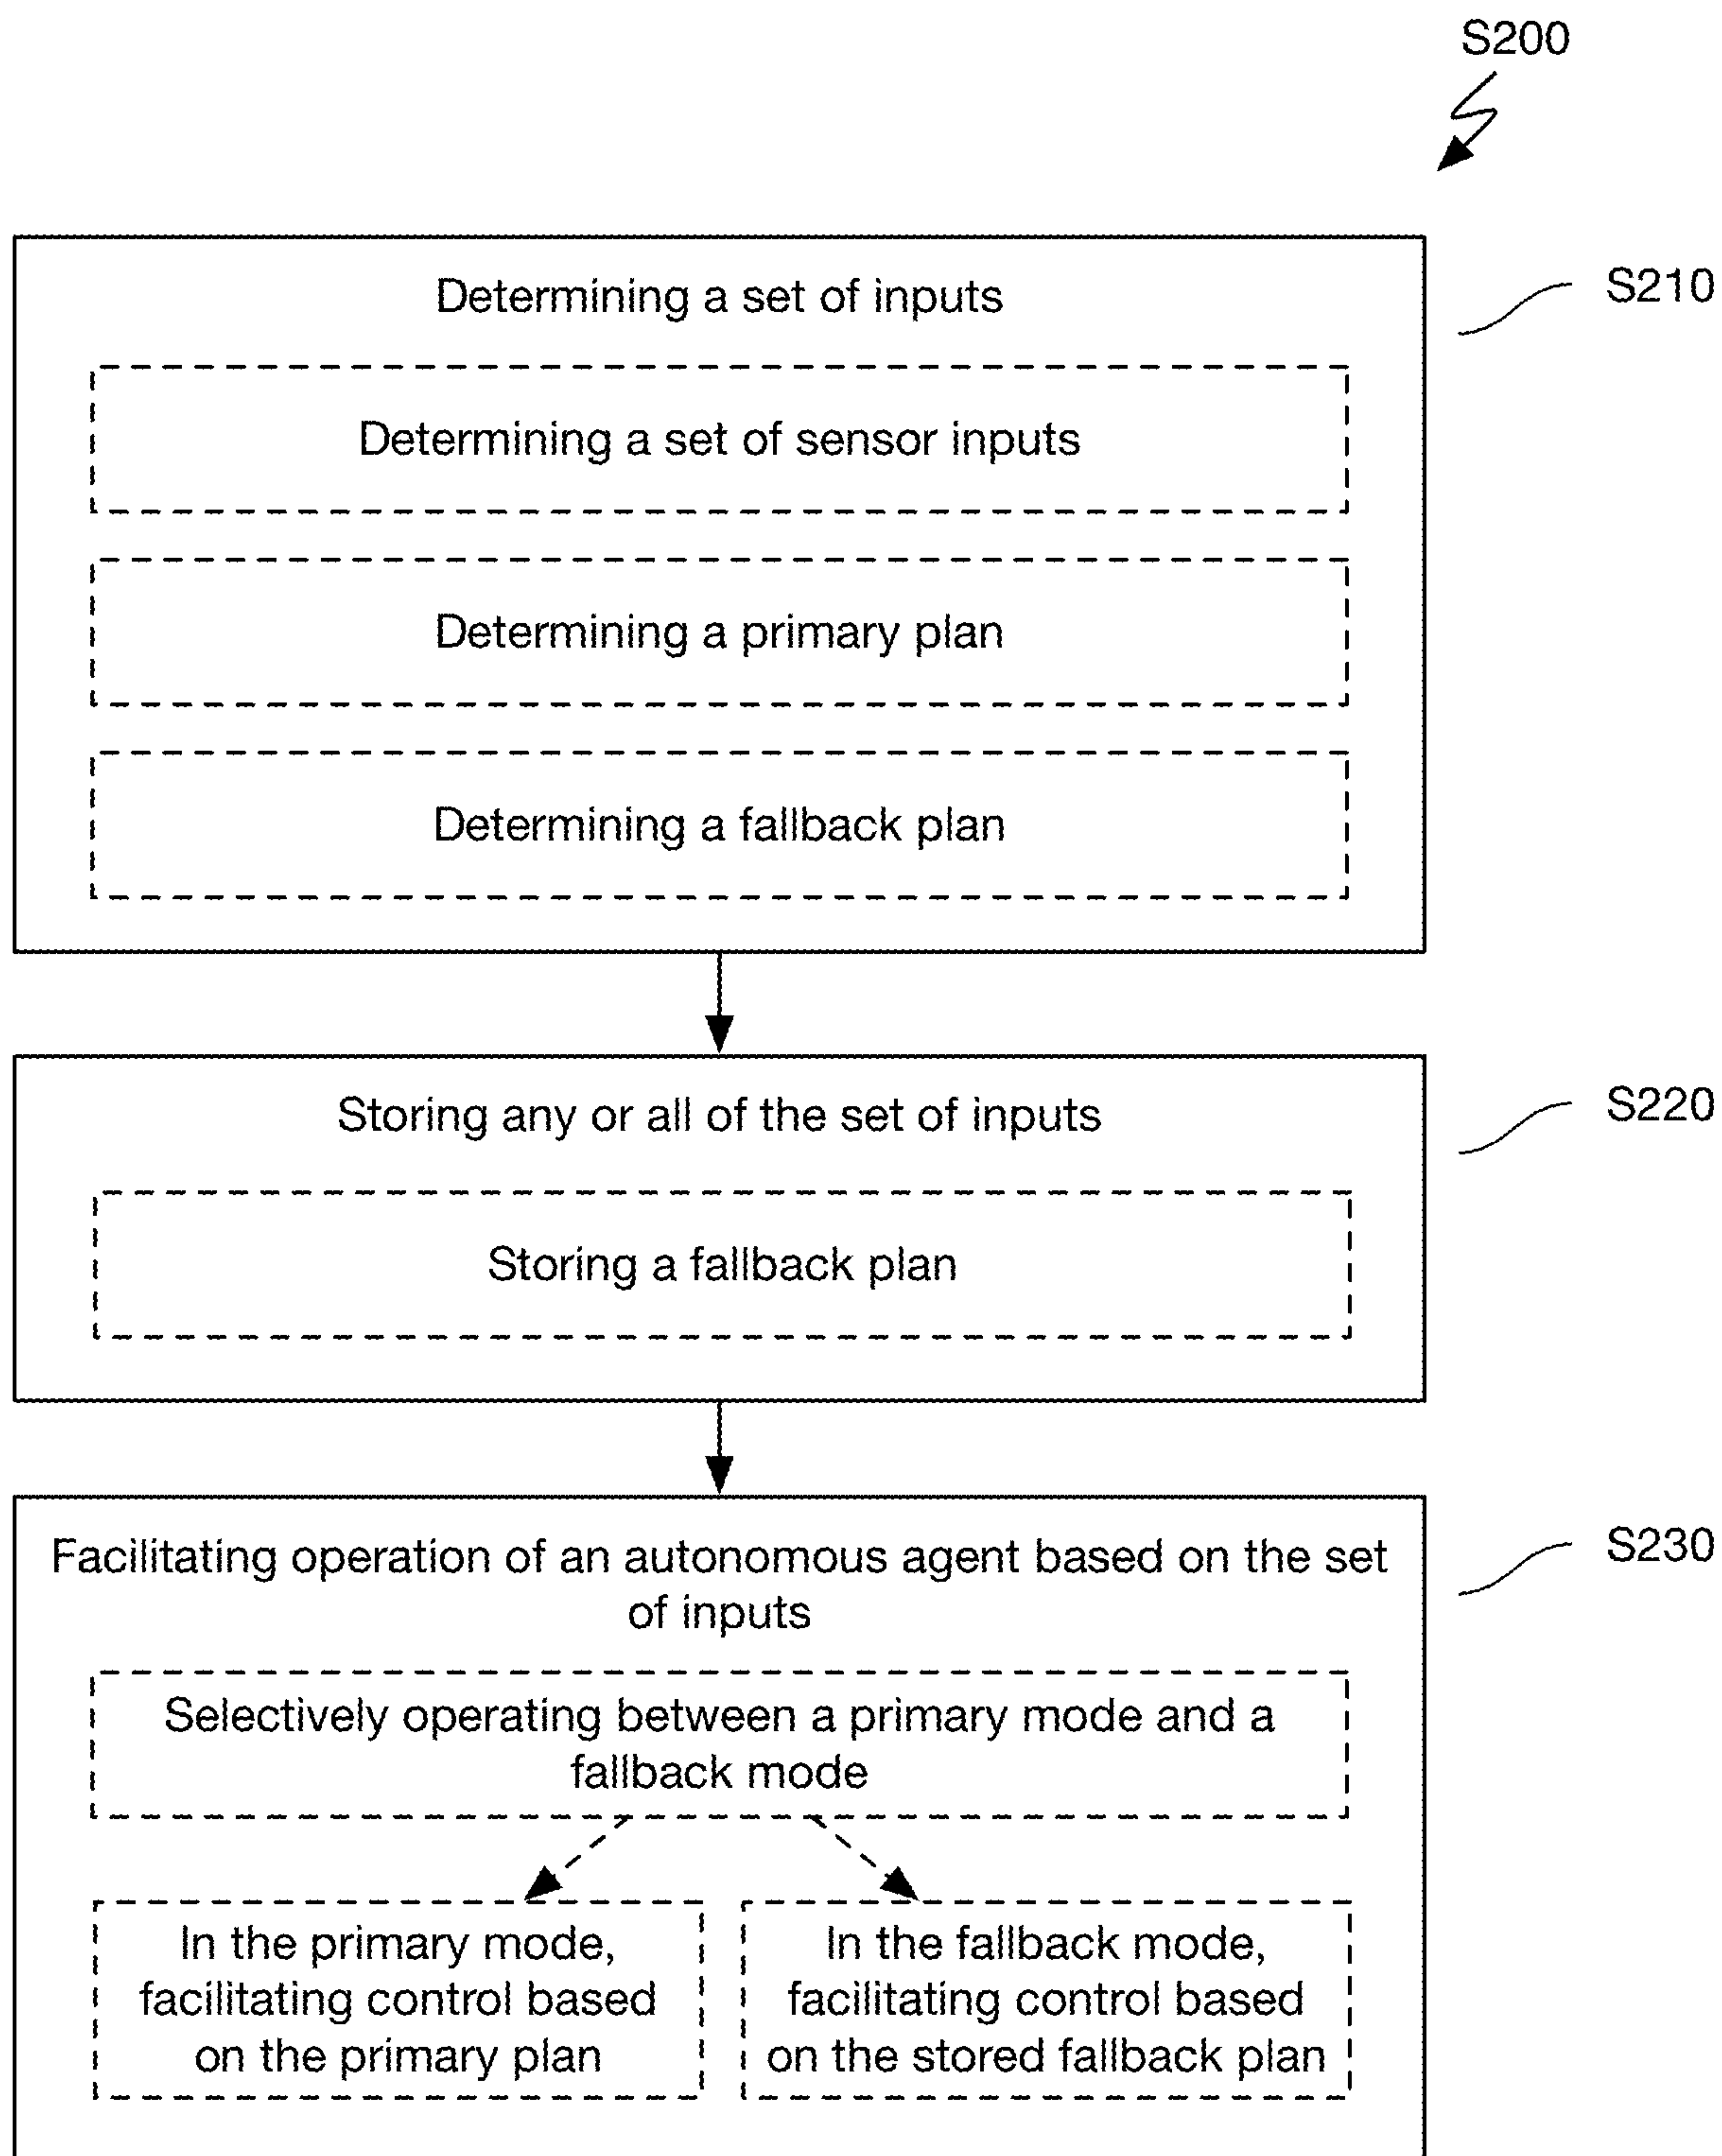 S200
Determining a set of inputs
S210
Determining a set of sensor inputs
Determining a primary plan
Determining a fallback plan
Storing any or all of the set of inputs
S220
Storing a fallback plan
Facilitating operation of an autonomous agent based on the set
of inputs
S230
Selectively operating between a primary mode and a
fallback mode
In the primary mode,
facilitating control based
on the primary plan
In the fallback mode,
facilitating control based
on the stored fallback plan